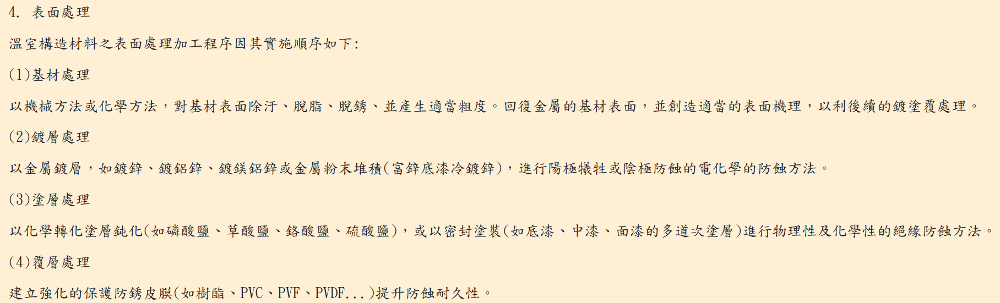 4. 表面處理
溫室構造材料之表面處理加工程序因其實施順序如下:
(1)基材處理
以機械方法或化學方法，對基材表面除汙、脫脂、脫銹、並產生適當粗度。回復金屬的基材表面，並創造適當的表面機理，以利後續的鍍塗覆處理。
(2)鍍層處理
以金屬鍍層，如鍍鋅、鍍鋁鋅、鍍鎂鋁鋅或金屬粉末堆積(富鋅底漆冷鍍鋅)，進行陽極犧牲或陰極防蝕的電化學的防蝕方法。
(3)塗層處理
以化學轉化塗層鈍化(如磷酸鹽、草酸鹽、鉻酸鹽、硫酸鹽)，或以密封塗裝(如底漆、中漆、面漆的多道次塗層)進行物理性及化學性的絕緣防蝕方法。
(4)覆層處理
建立強化的保護防銹皮膜(如樹酯、PVC、PVF、PVDF...)提升防蝕耐久性。